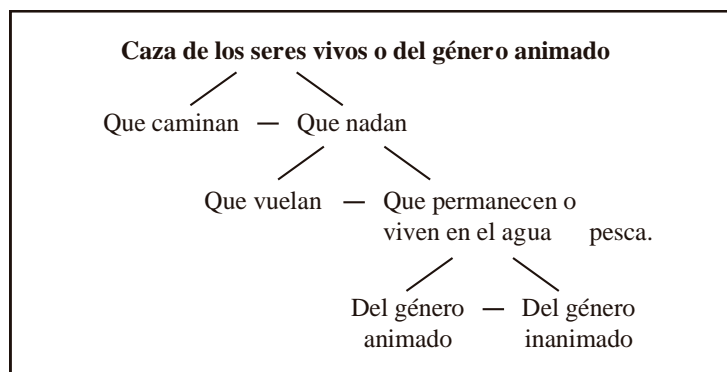 Caza de los seres vivos o del género animado
Que caminan — Que nadan
Que vuelan — Que permanecen o
viven en el agua pesca.
Del género — Del género
animado inanimado